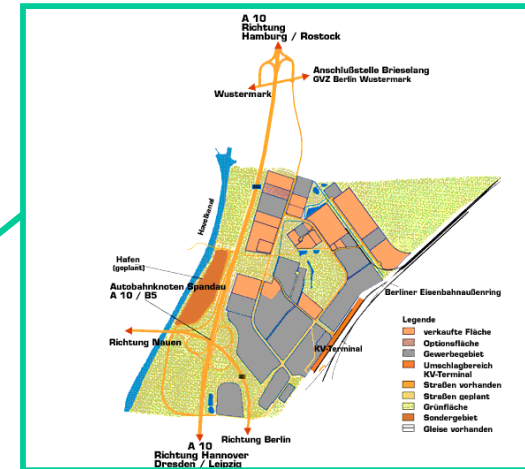 A 10
Richtung
Hamburg / Rostock
Anschlußstelle Brieselang
GVZ Berlin Wustermark
Wustermark
Havelkanal
Hafen
(geplant)
Autobahnknoten Spandau
A 10 / B5
Berliner Eisenbahnaußenring
Richtung Nauen
KV-Terminal
Richtung Berlin
A 10
Richtung Hannover
Dresden / Leipzig
Legende
verkaufte Fläche
Optionsfläche
Gewerbegebiet
Umschlagbereich
KV-Terminal
Straßen vorhanden
Straßen geplant
Grünfläche
Sondergebiet
Gleise vorhanden